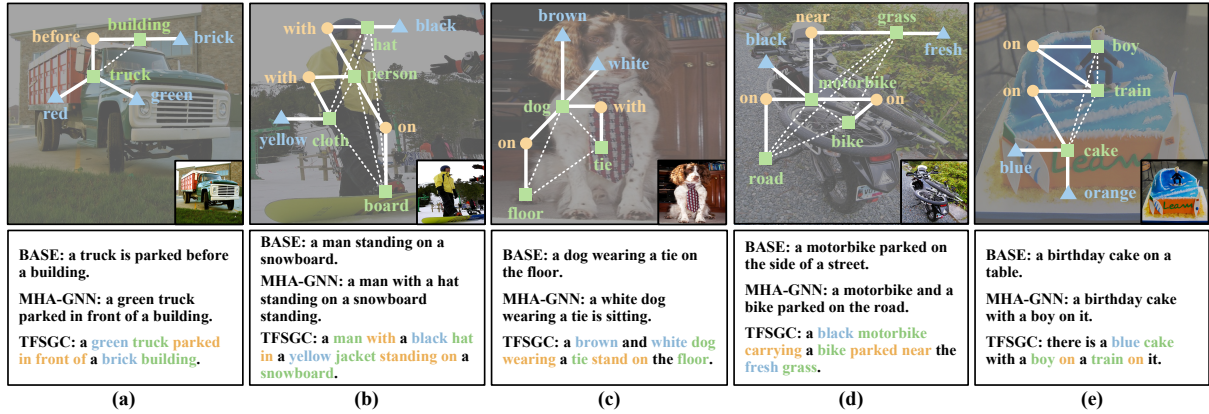 building
before
brick
truck
red
green
with
black
hat
with
person
yellow
cloth
on
board
brown
white
dog
with
on
tie
floor
near
grass
black
fresh
motorbike
on
on
bike
road
on
boy
on
train
cake
blue
orange
Learn
BASE: a truck is parked before
a building.
MHA-GNN: a green truck
parked in front of a building.
TFSGC: a green truck parked
in front of a brick building.
(a)
BASE: a man standing on a
snowboard.
MHA-GNN: a man with a hat
standing on a snowboard
standing.
TFSGC: a man with a black hat
in a yellow jacket standing on a
snowboard.
(b)
BASE: a dog wearing a tie on
the floor.
MHA-GNN: a white dog
wearing a tie is sitting.
TFSGC: a brown and white dog
wearing a tie stand on the floor.
(c)
BASE: a motorbike parked on
the side of a street.
MHA-GNN: a motorbike and a
bike parked on the road.
TFSGC: a black motorbike
carrying a bike parked near the
fresh grass.
(d)
BASE: a birthday cake on a
table.
MHA-GNN: a birthday cake
with a boy on it.
TFSGC: there is a blue cake
with a boy on a train on it.
(e)